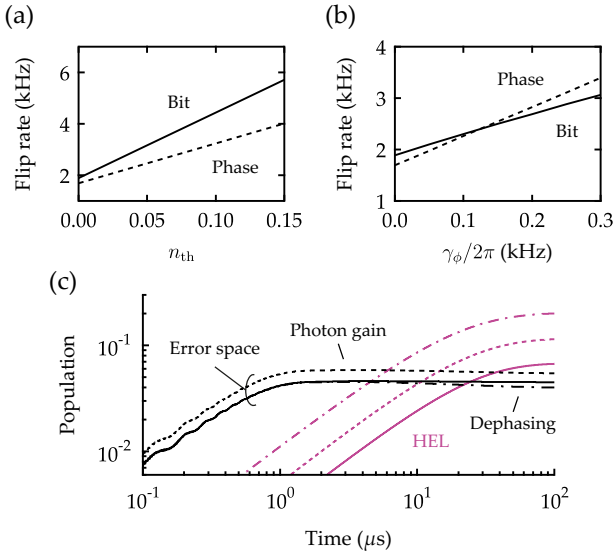 (a)
Flip rate (kHz)
6
4
2
Bit
Phase
0.00 0.05 0.10 0.15
n_th
(b)
Flip rate (kHz)
4
3
2
1
Phase
Bit
0.0 0.1 0.2 0.3
γ_ϕ/2π (kHz)
(c)
Population
10^-1
10^-2
Error space
Photon gain
HEL
Dephasing
10^-1 10^0 10^1 10^2
Time (μs)